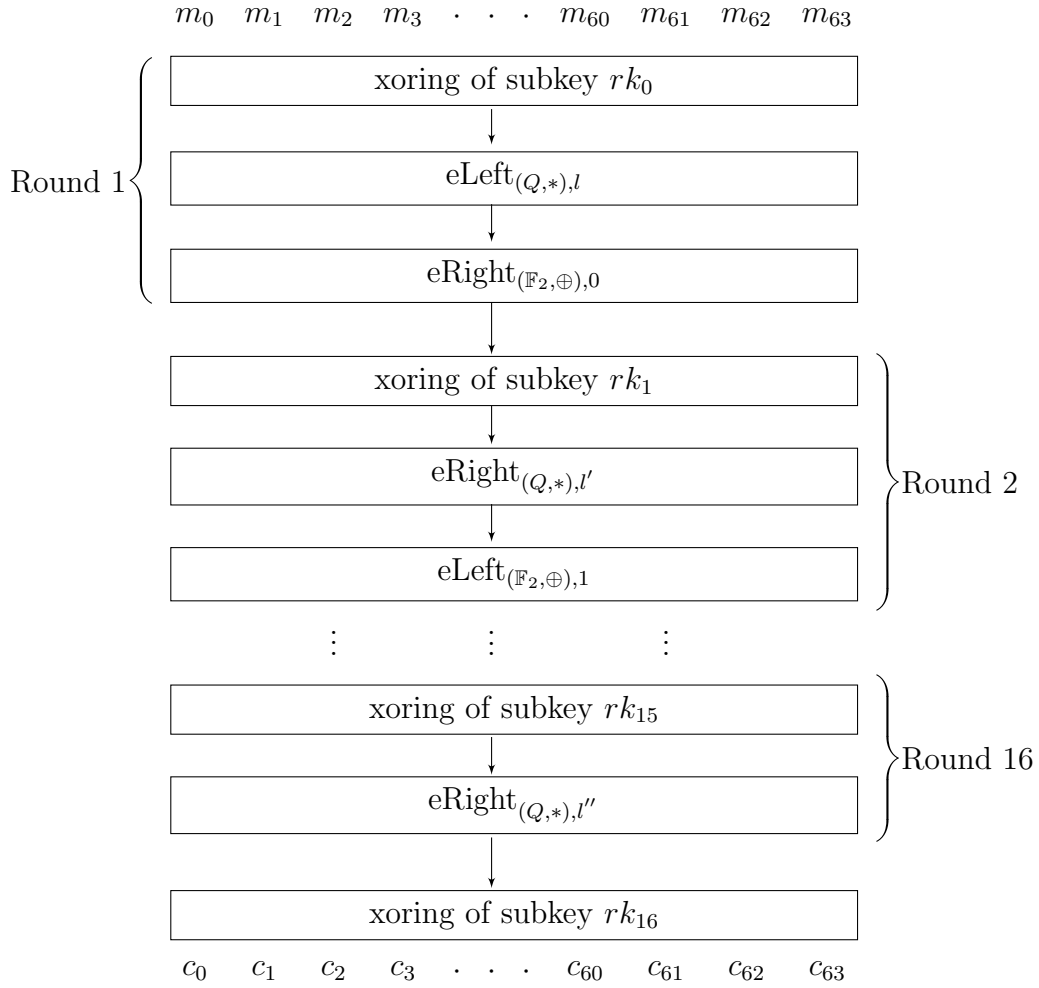 m₀ m₁ m₂ m₃ · · · m₆₀ m₆₁ m₆₂ m₆₃
xoring of subkey rk₀
Round 1
eLeft₍Q,∗₎,l
eRight₍𝔽₂,⊕₎,0
xoring of subkey rk₁
eRight₍Q,∗₎,l′
Round 2
eLeft₍𝔽₂,⊕₎,1
⋮ ⋮ ⋮
xoring of subkey rk₁₅
Round 16
eRight₍Q,∗₎,l′′
xoring of subkey rk₁₆
c₀ c₁ c₂ c₃ · · · c₆₀ c₆₁ c₆₂ c₆₃